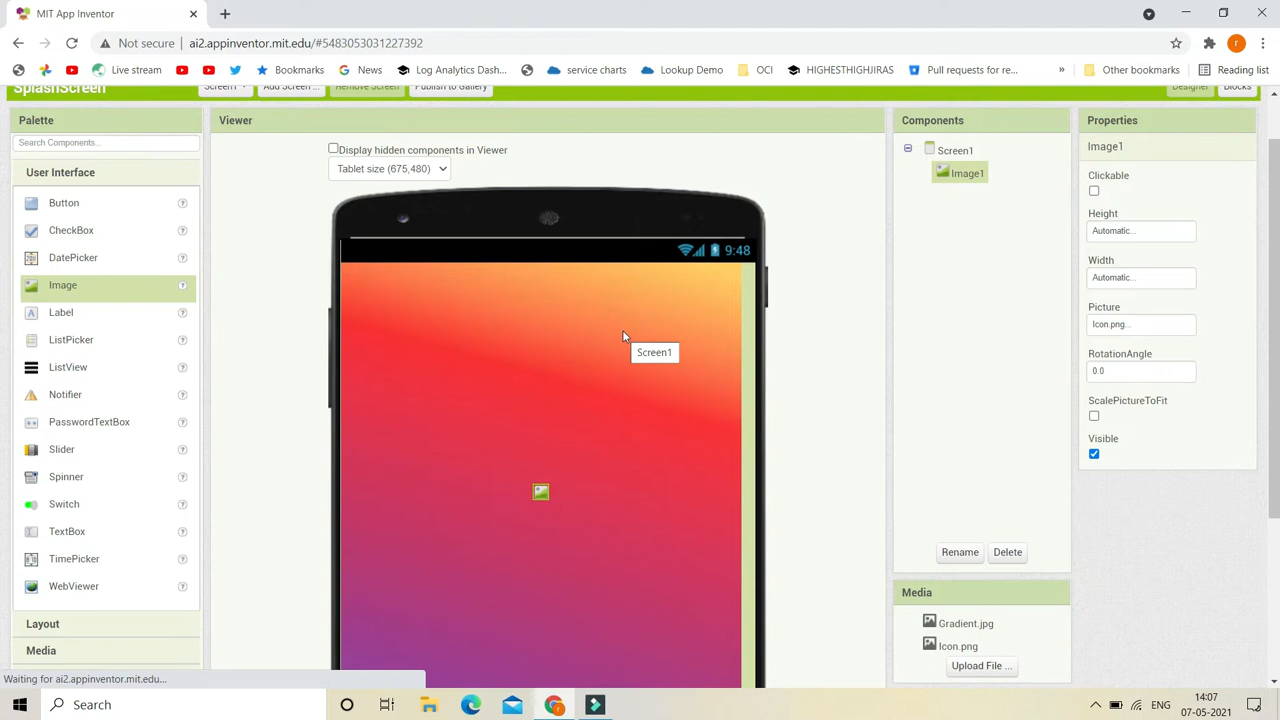 MIT App Inventor
Not secure ai2.appinventor.mit.edu/#5483053031227392
r
Live stream
Bookmarks
News
Log Analytics Dash...
service charts
Lookup Demo
OCI
HIGHESTHIGHJIRAS
Pull requests for re...
»
Other bookmarks
Reading list
SplashScreen
Screen1
Add Screen ...
Remove Screen
Publish to Gallery
Designer
Blocks
Palette
Search Components...
User Interface
Button ?
CheckBox ?
DatePicker ?
Image ?
Label ?
ListPicker ?
ListView ?
Notifier ?
PasswordTextBox ?
Slider ?
Spinner ?
Switch ?
TextBox ?
TimePicker ?
WebViewer ?
Layout
Media
Viewer
Display hidden components in Viewer
Tablet size (675,480)
9:48
Screen1
Components
Screen1
Image1
Rename
Delete
Media
Gradient.jpg
Icon.png
Upload File ...
Properties
Image1
Clickable
Height
Automatic...
Width
Automatic...
Picture
Icon.png...
RotationAngle
0.0
ScalePictureToFit
Visible
Waiting for ai2.appinventor.mit.edu...
Search
ENG
14:07
07-05-2021